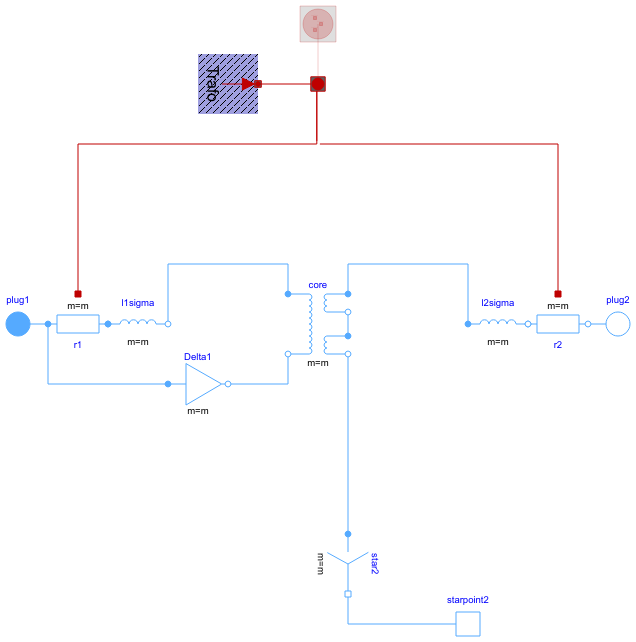 Trafo
core
plug1
l1sigma
l2sigma
plug2
m=m
m=m
r1
m=m
m=m
r2
Delta1
m=m
m=m
m=m
star2
starpoint2